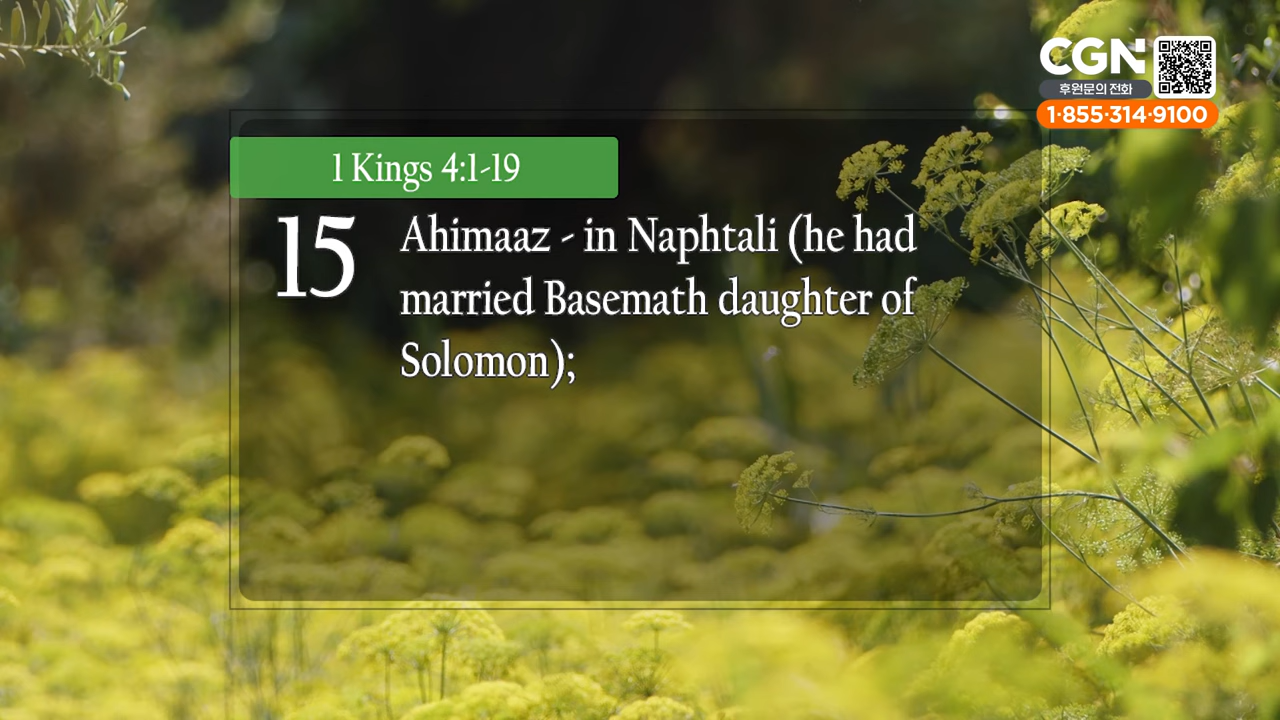 CGN
후원문의 전화
1·855·314·9100
1 Kings 4:1-19
15
Ahimaaz - in Naphtali (he had
married Basemath daughter of
Solomon);